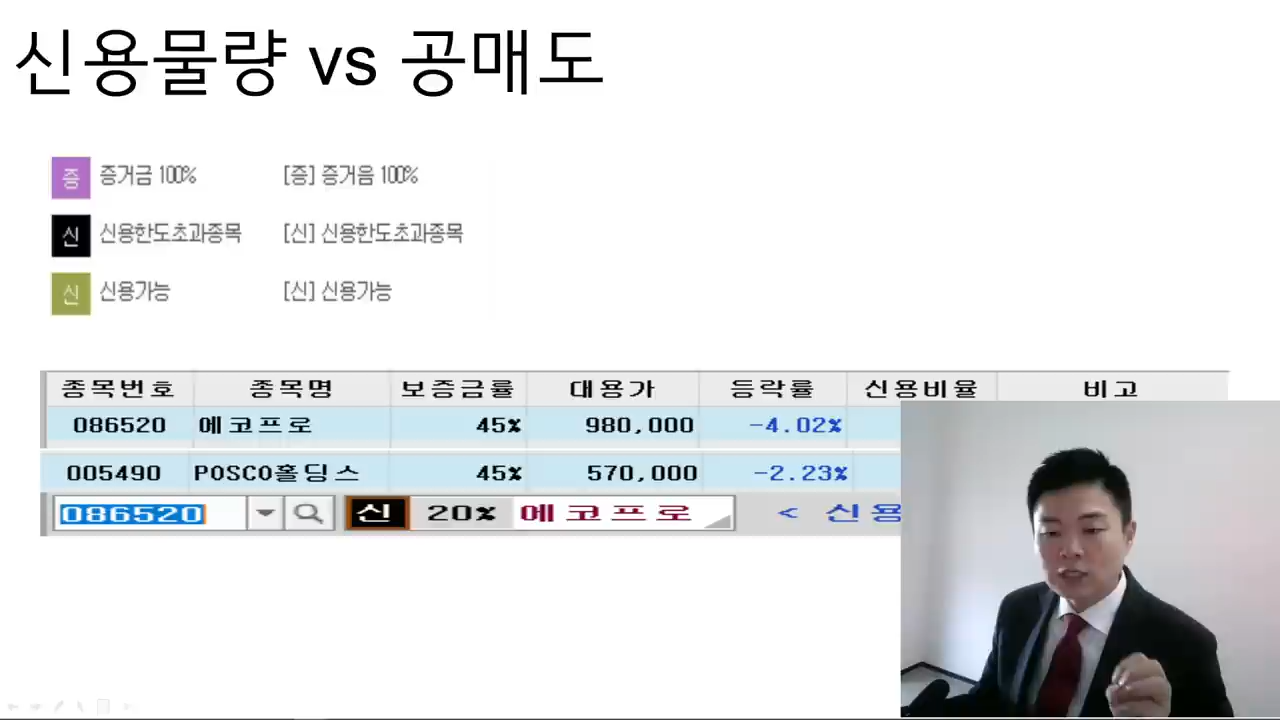 신용물량 vs 공매도
증 증거금 100% [증] 증거음 100%
신 신용한도초과종목 [신] 신용한도초과종목
신 신용가능 [신] 신용가능
종목번호 종목명 보증금률 대용가 등락률 신용비율 비고
086520 에코프로 45% 980,000 -4.02%
005490 POSCO홀딩스 45% 570,000 -2.23%
086520 신 20% 에코프로 < 신용